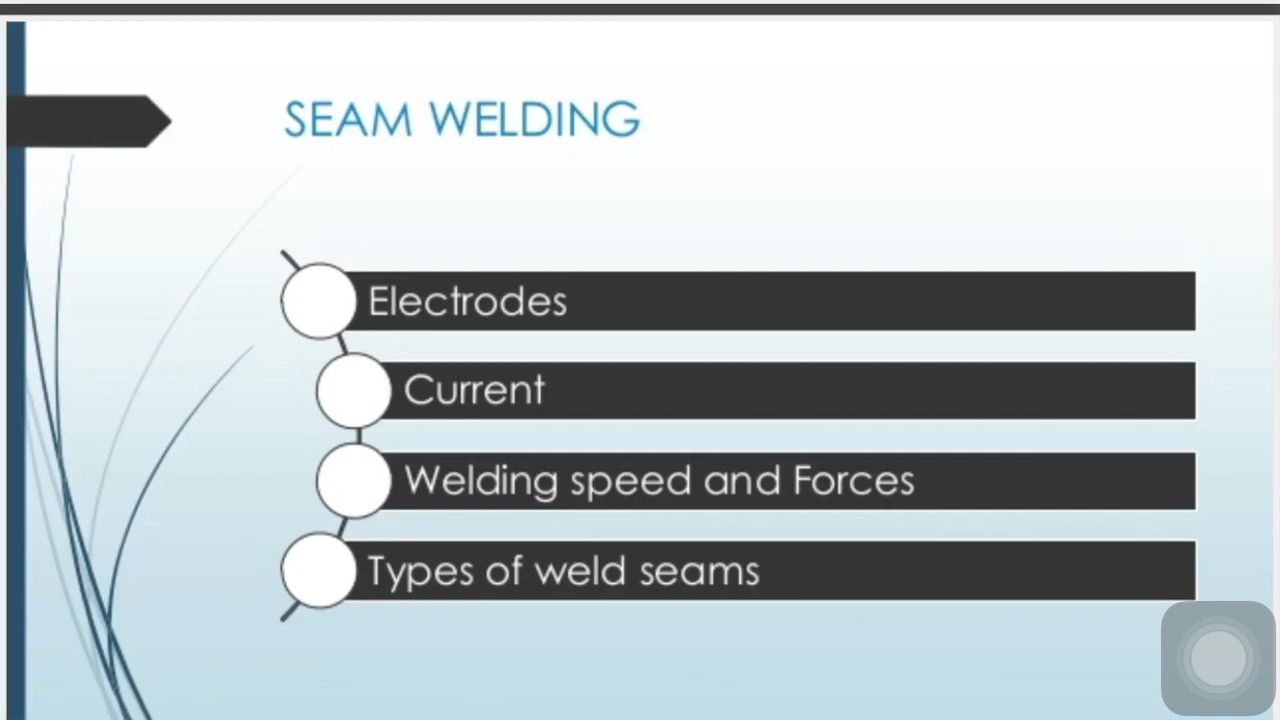 SEAM WELDING
Electrodes
Current
Welding speed and Forces
Types of weld seams